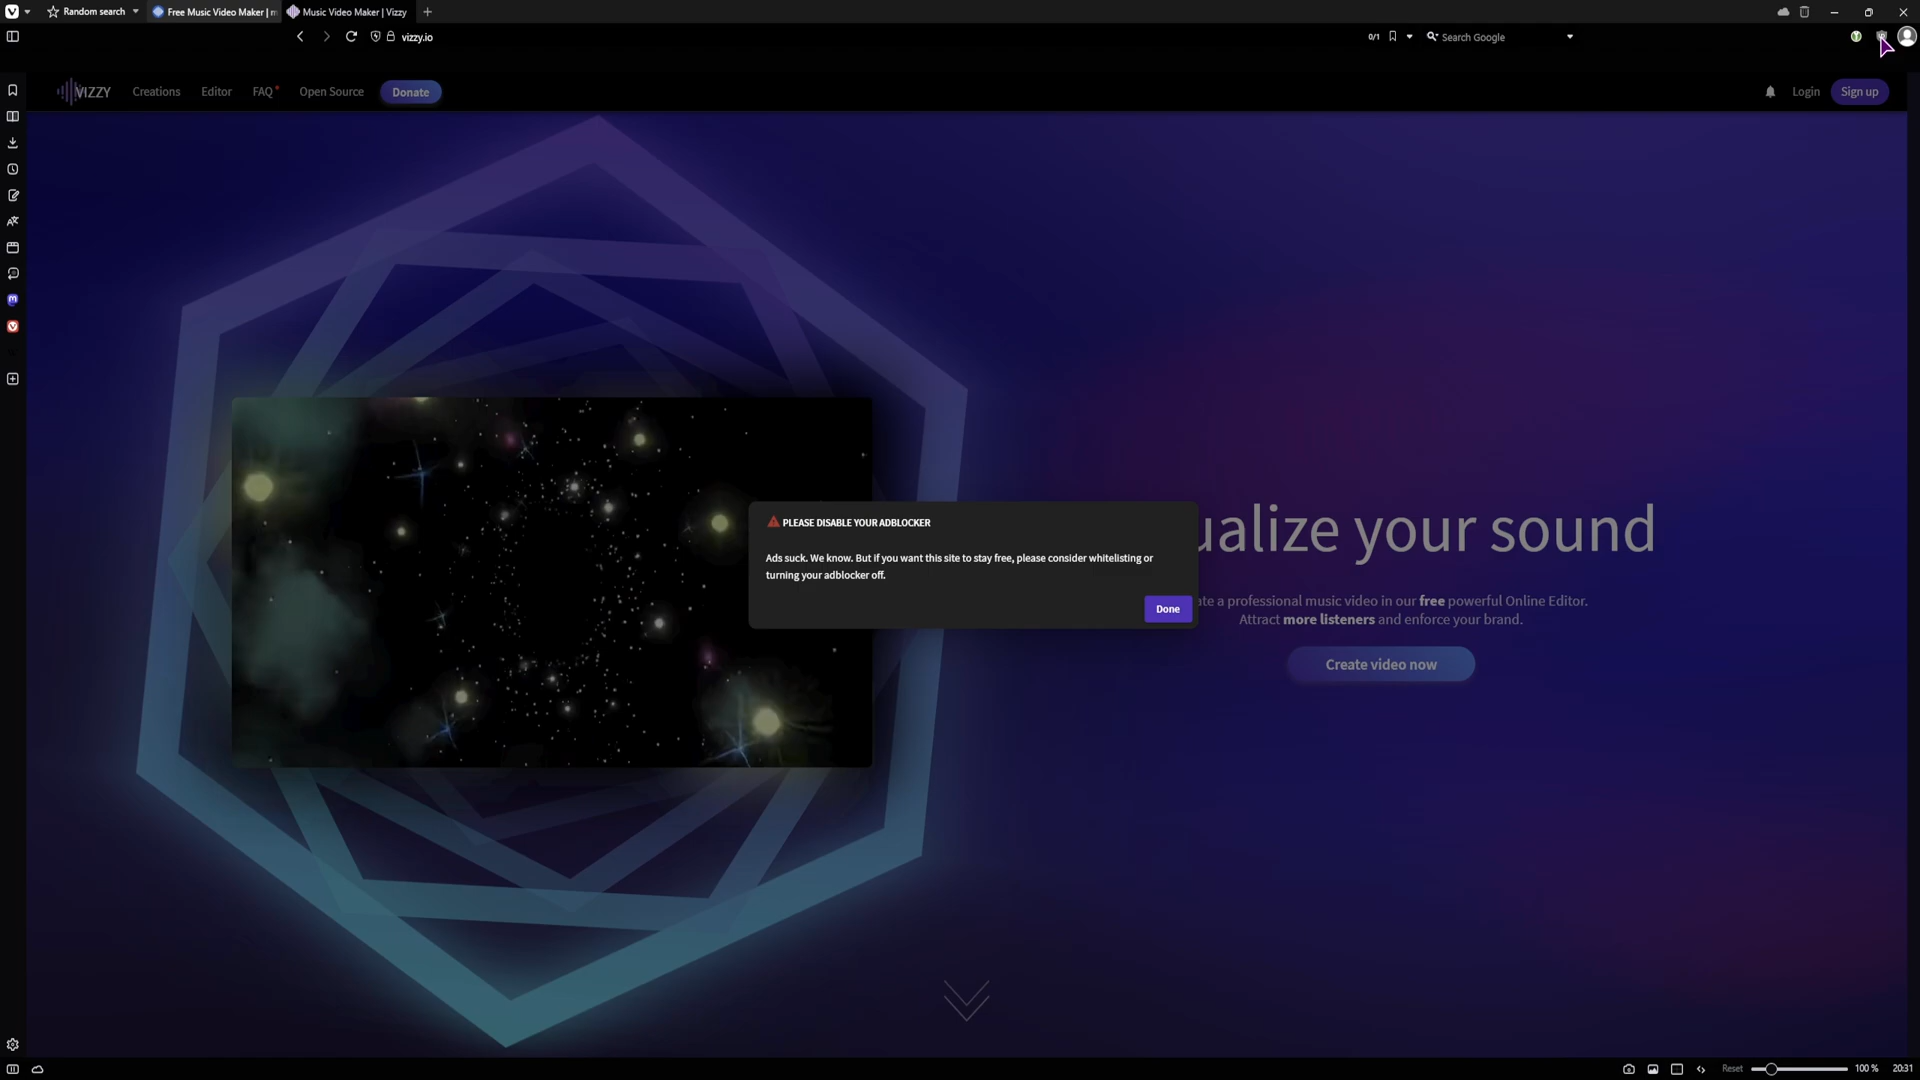 Random search
Free Music Video Maker | m
Music Video Maker | Vizzy
vizzy.io
0/1
Search Google
VIZZY
Creations
Editor
FAQ
Open Source
Donate
Login
Sign up
PLEASE DISABLE YOUR ADBLOCKER
Ads suck. We know. But if you want this site to stay free, please consider whitelisting or
turning your adblocker off.
Done
ualize your sound
ate a professional music video in our free powerful Online Editor.
Attract more listeners and enforce your brand.
Create video now
Reset
100 %
20:31